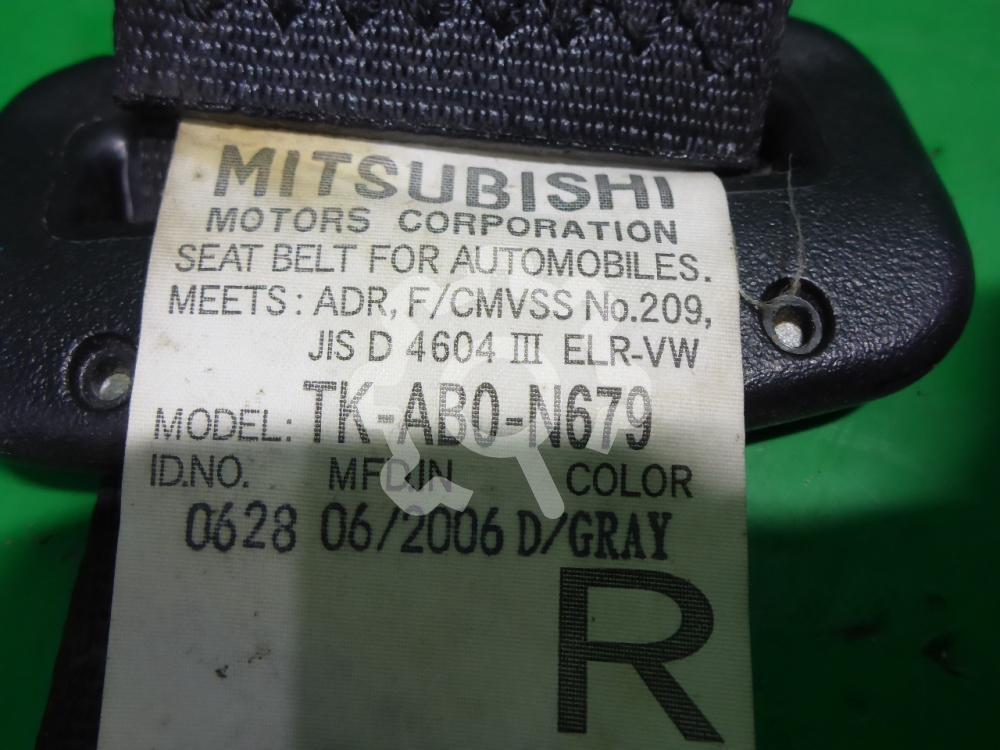 MITSUBISHI
MOTORS CORPORATION
SEAT BELT FOR AUTOMOBILES.
MEETS: ADR, F/CMVSS No.209,
JIS D 4604 III ELR-VW
MODEL: TK-AB0-N679
ID.NO. MFD.IN COLOR
0628 06/2006 D/GRAY
R